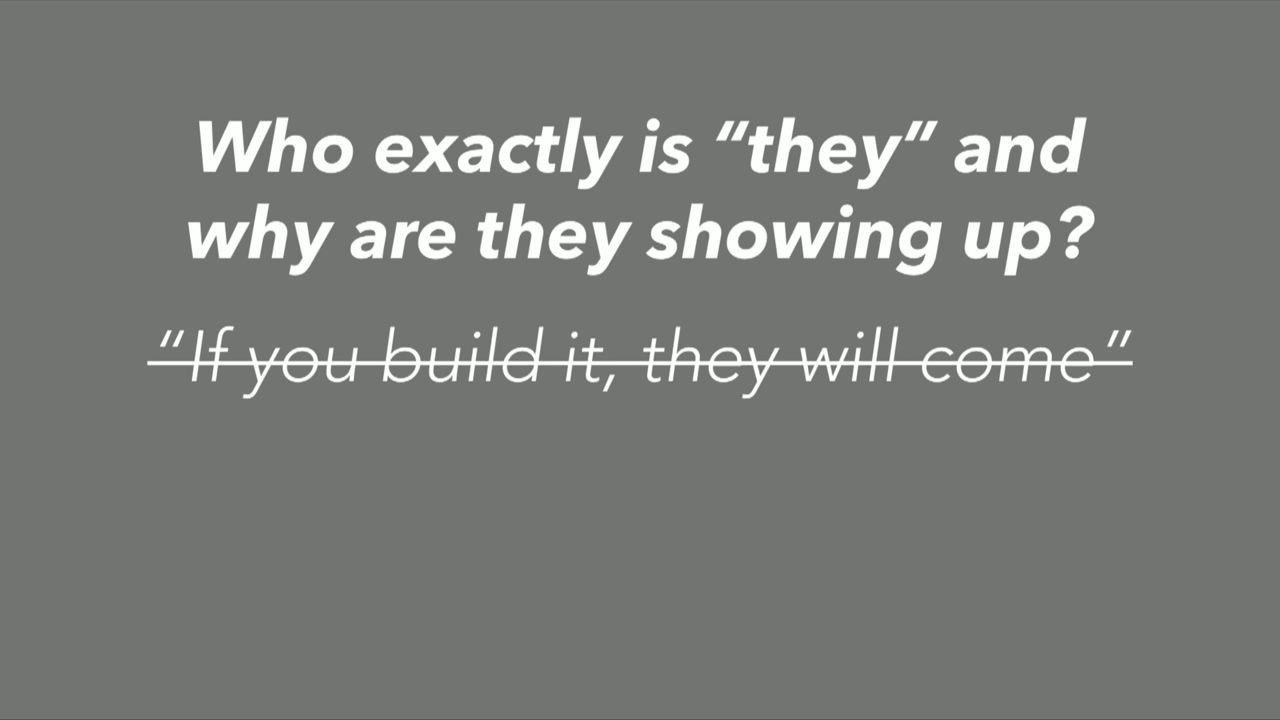 Who exactly is “they” and
why are they showing up?
“If you build it, they will come”